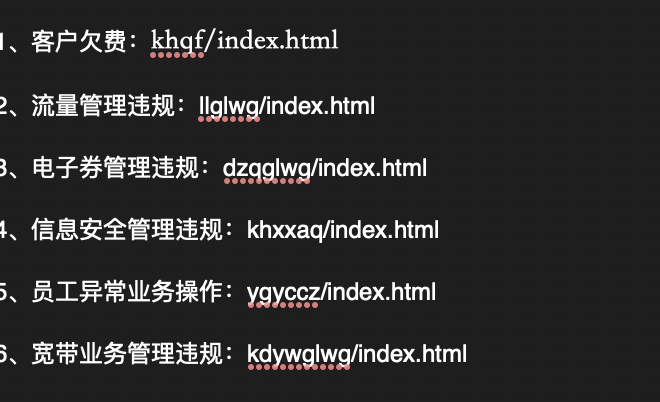 1、客户欠费：khqf/index.html
2、流量管理违规：llglwg/index.html
3、电子券管理违规：dzqglwg/index.html
4、信息安全管理违规：khxxaq/index.html
5、员工异常业务操作：ygyccz/index.html
6、宽带业务管理违规：kdywglwg/index.html